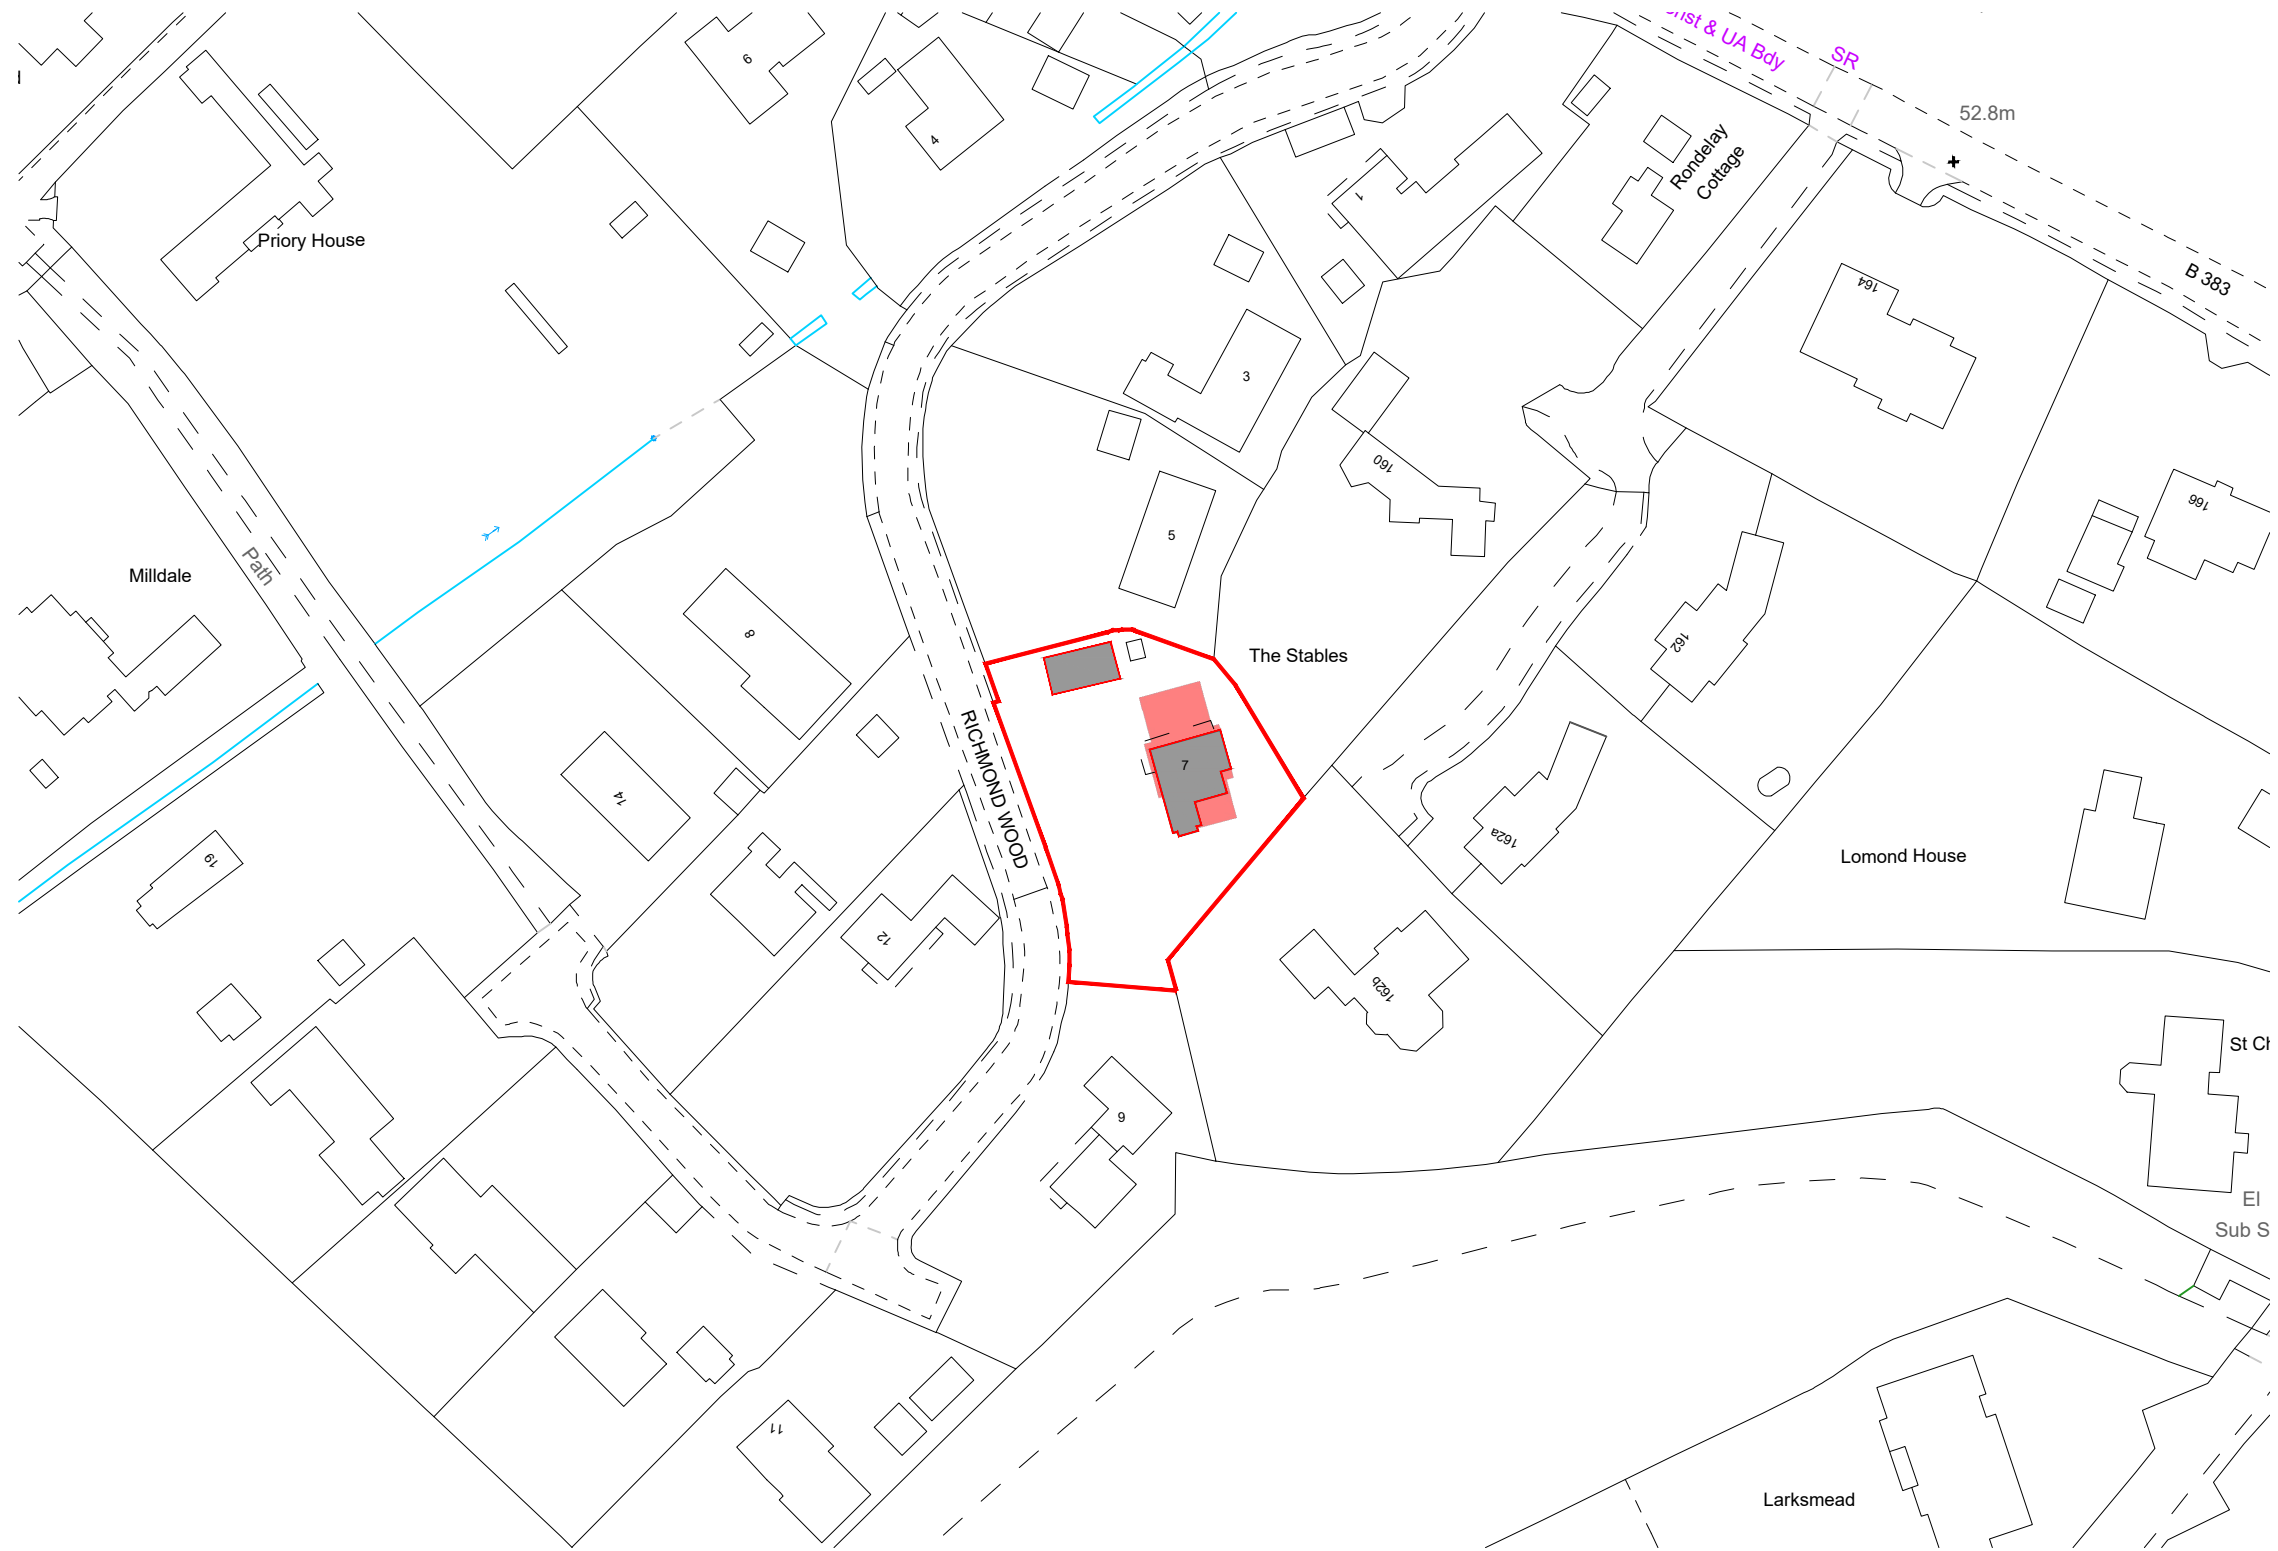 & UA Bdy
SR
52.8m
6
4
Rondelay
Cottage
1
Priory House
B 383
164
3
160
166
5
Path
Milldale
8
162
The Stables
RICHMOND WOOD
7
14
162a
19
Lomond House
12
162b
St
9
El
Sub S
11
Larksmead